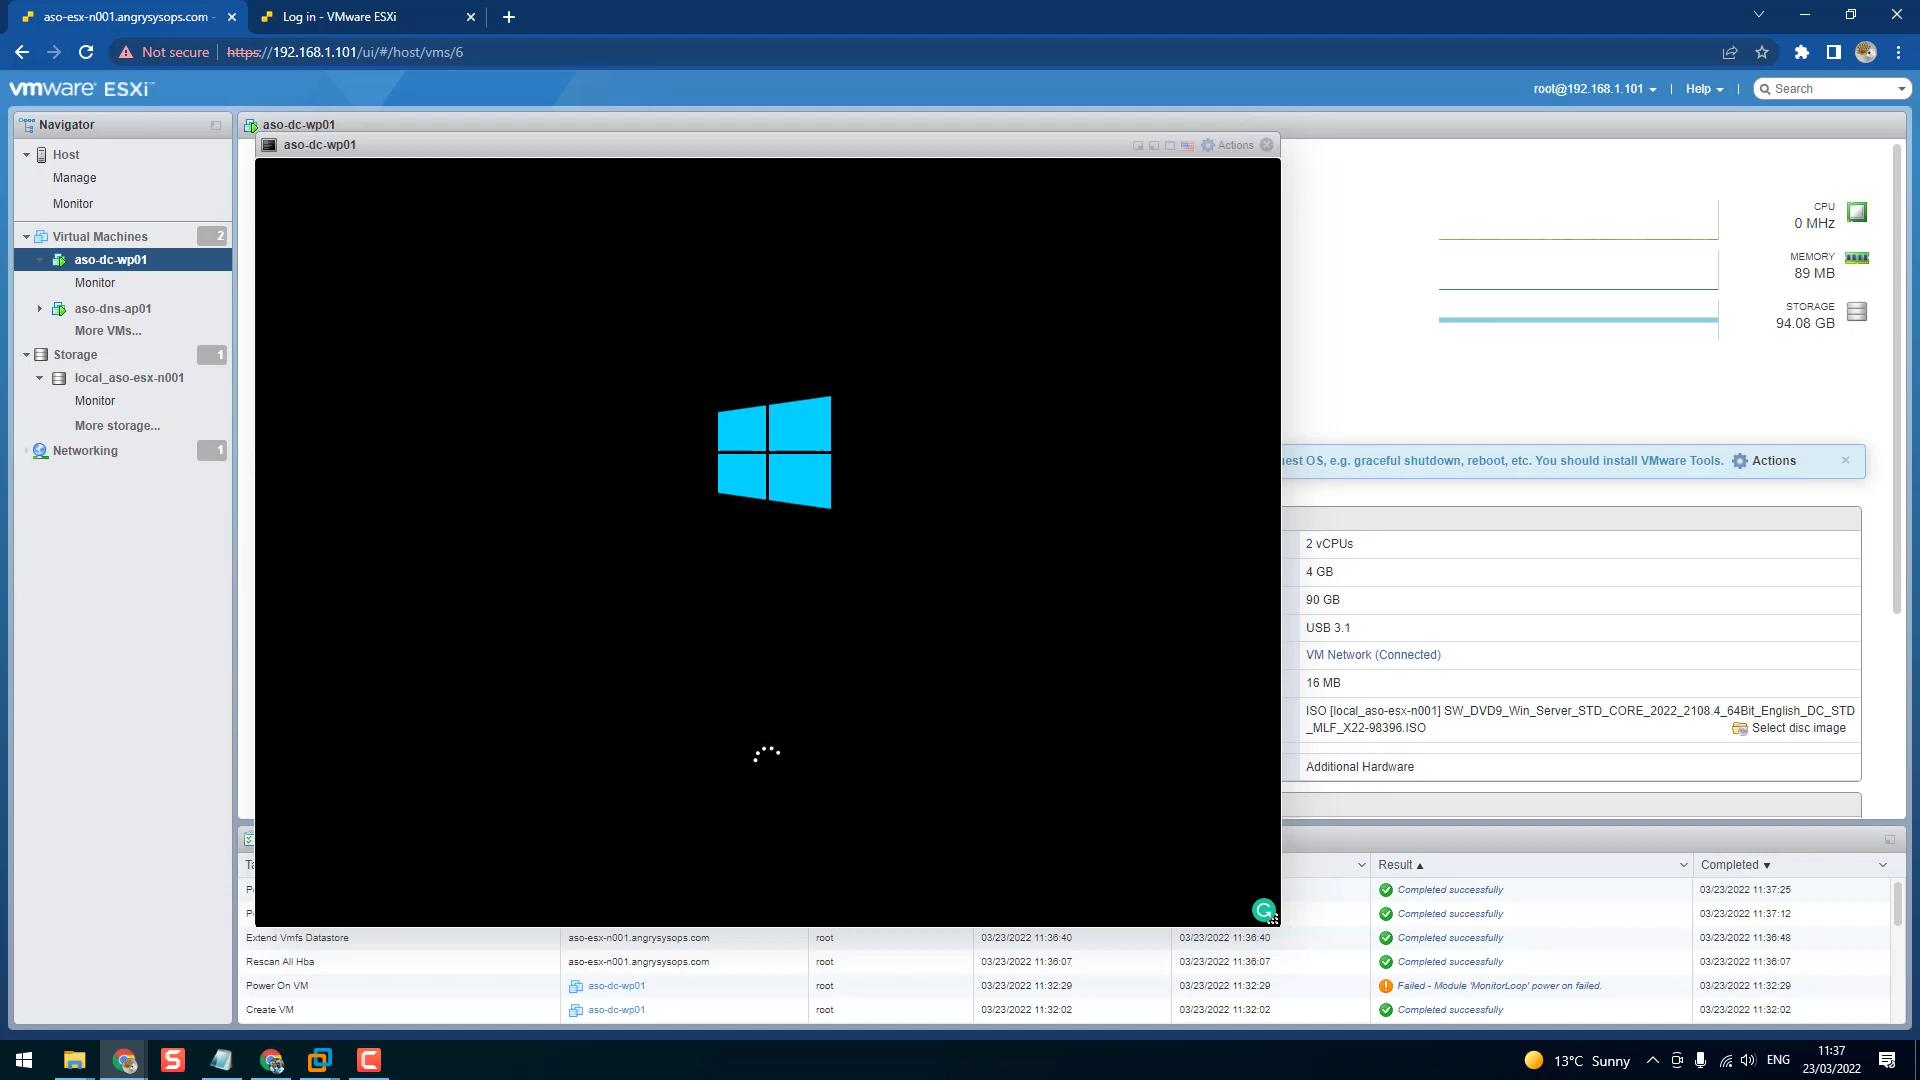 aso-esx-n001.angrysysops.com -
Log in - VMware ESXi
Not secure
https://192.168.1.101/ui/#/host/vms/6
vmware ESXi
root@192.168.1.101
Help
Search
Navigator
Host
Manage
Monitor
Virtual Machines 2
aso-dc-wp01
Monitor
aso-dns-ap01
More VMs...
Storage 1
local_aso-esx-n001
Monitor
More storage...
Networking 1
aso-dc-wp01
aso-dc-wp01
Actions
CPU
0 MHz
MEMORY
89 MB
STORAGE
94.08 GB
OS, e.g. graceful shutdown, reboot, etc. You should install VMware Tools. Actions
2 vCPUs
4 GB
90 GB
USB 3.1
VM Network (Connected)
16 MB
ISO [local_aso-esx-n001] SW_DVD9_Win_Server_STD_CORE_2022_2108.4_64Bit_English_DC_STD
_MLF_X22-98396.ISO
Select disc image
Additional Hardware
Result Completed
Completed successfully 03/23/2022 11:37:25
Completed successfully 03/23/2022 11:37:12
Extend Vmfs Datastore aso-esx-n001.angrysysops.com root 03/23/2022 11:36:40 03/23/2022 11:36:40 Completed successfully 03/23/2022 11:36:48
Rescan All Hba aso-esx-n001.angrysysops.com root 03/23/2022 11:36:07 03/23/2022 11:36:07 Completed successfully 03/23/2022 11:36:07
Power On VM aso-dc-wp01 root 03/23/2022 11:32:29 03/23/2022 11:32:29 Failed - Module 'MonitorLoop' power on failed. 03/23/2022 11:32:29
Create VM aso-dc-wp01 root 03/23/2022 11:32:02 03/23/2022 11:32:02 Completed successfully 03/23/2022 11:32:02
13°C Sunny
ENG
11:37
23/03/2022